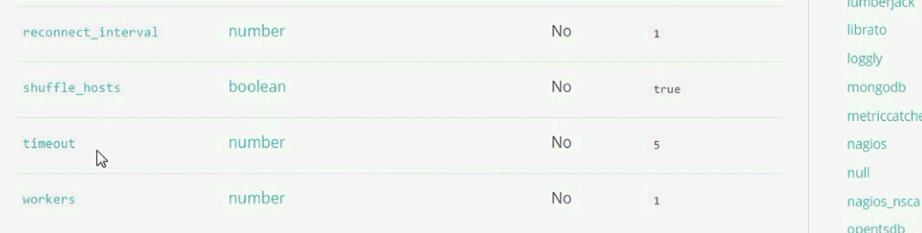 reconnect_interval number No 1
shuffle_hosts boolean No true
timeout number No 5
workers number No 1
lumberjack
librato
loggly
mongodb
nagios
null
nagios_nsca
opentsdb